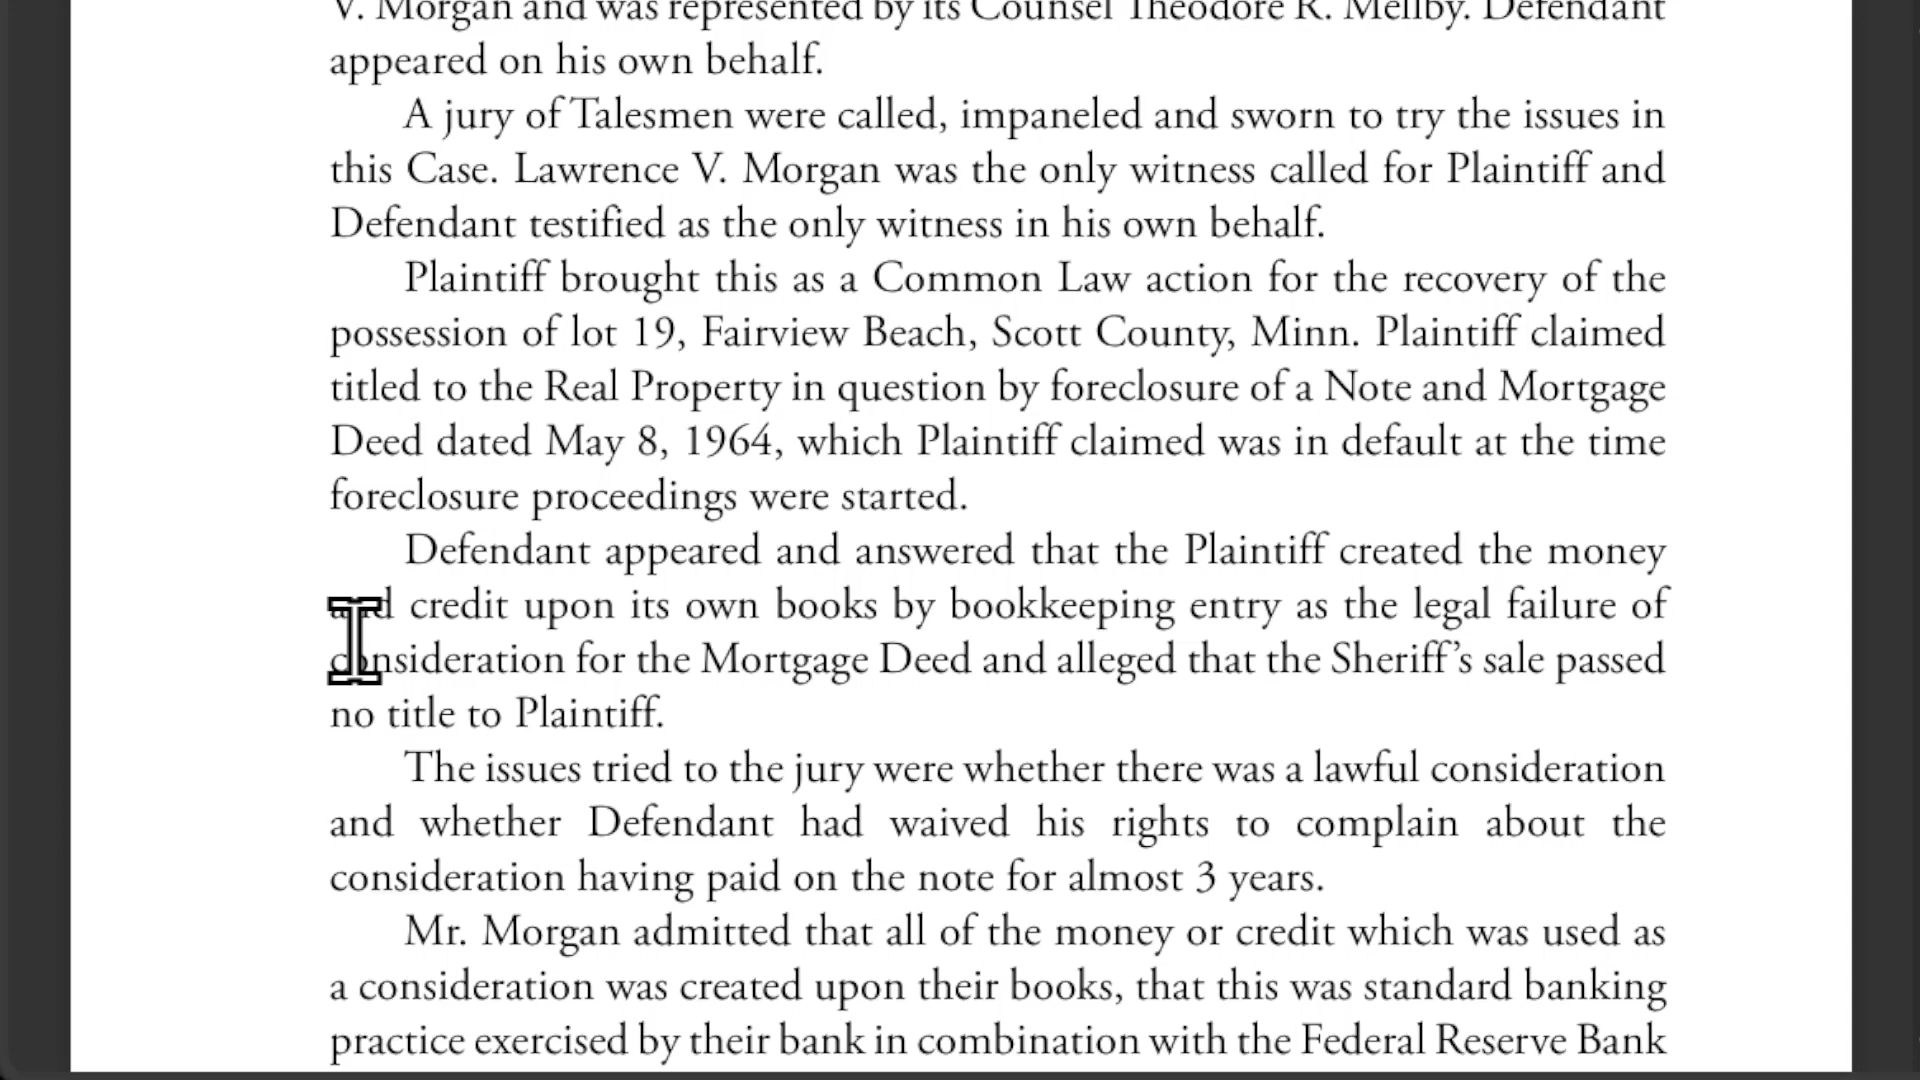 V. Morgan and was represented by its Counsel Theodore R. Mellby. Defendant
appeared on his own behalf.
A jury of Talesmen were called, impaneled and sworn to try the issues in
this Case. Lawrence V. Morgan was the only witness called for Plaintiff and
Defendant testified as the only witness in his own behalf.
Plaintiff brought this as a Common Law action for the recovery of the
possession of lot 19, Fairview Beach, Scott County, Minn. Plaintiff claimed
titled to the Real Property in question by foreclosure of a Note and Mortgage
Deed dated May 8, 1964, which Plaintiff claimed was in default at the time
foreclosure proceedings were started.
Defendant appeared and answered that the Plaintiff created the money
and credit upon its own books by bookkeeping entry as the legal failure of
consideration for the Mortgage Deed and alleged that the Sheriff’s sale passed
no title to Plaintiff.
The issues tried to the jury were whether there was a lawful consideration
and whether Defendant had waived his rights to complain about the
consideration having paid on the note for almost 3 years.
Mr. Morgan admitted that all of the money or credit which was used as
a consideration was created upon their books, that this was standard banking
practice exercised by their bank in combination with the Federal Reserve Bank